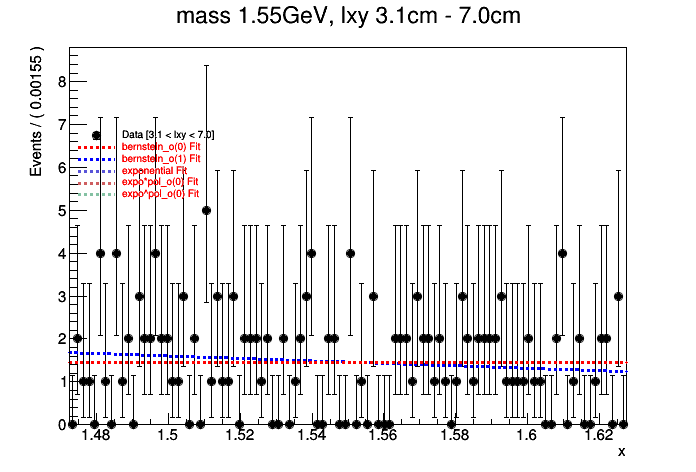 mass 1.55GeV, lxy 3.1cm - 7.0cm
Events / ( 0.00155 )
8
7
6
5
4
3
2
1
0
Data [3.1 < lxy < 7.0]
bernstein_o(0) Fit
bernstein_o(1) Fit
exponential Fit
expo*pol_o(0) Fit
expo^pol_o(0) Fit
1.48 1.5 1.52 1.54 1.56 1.58 1.6 1.62
x